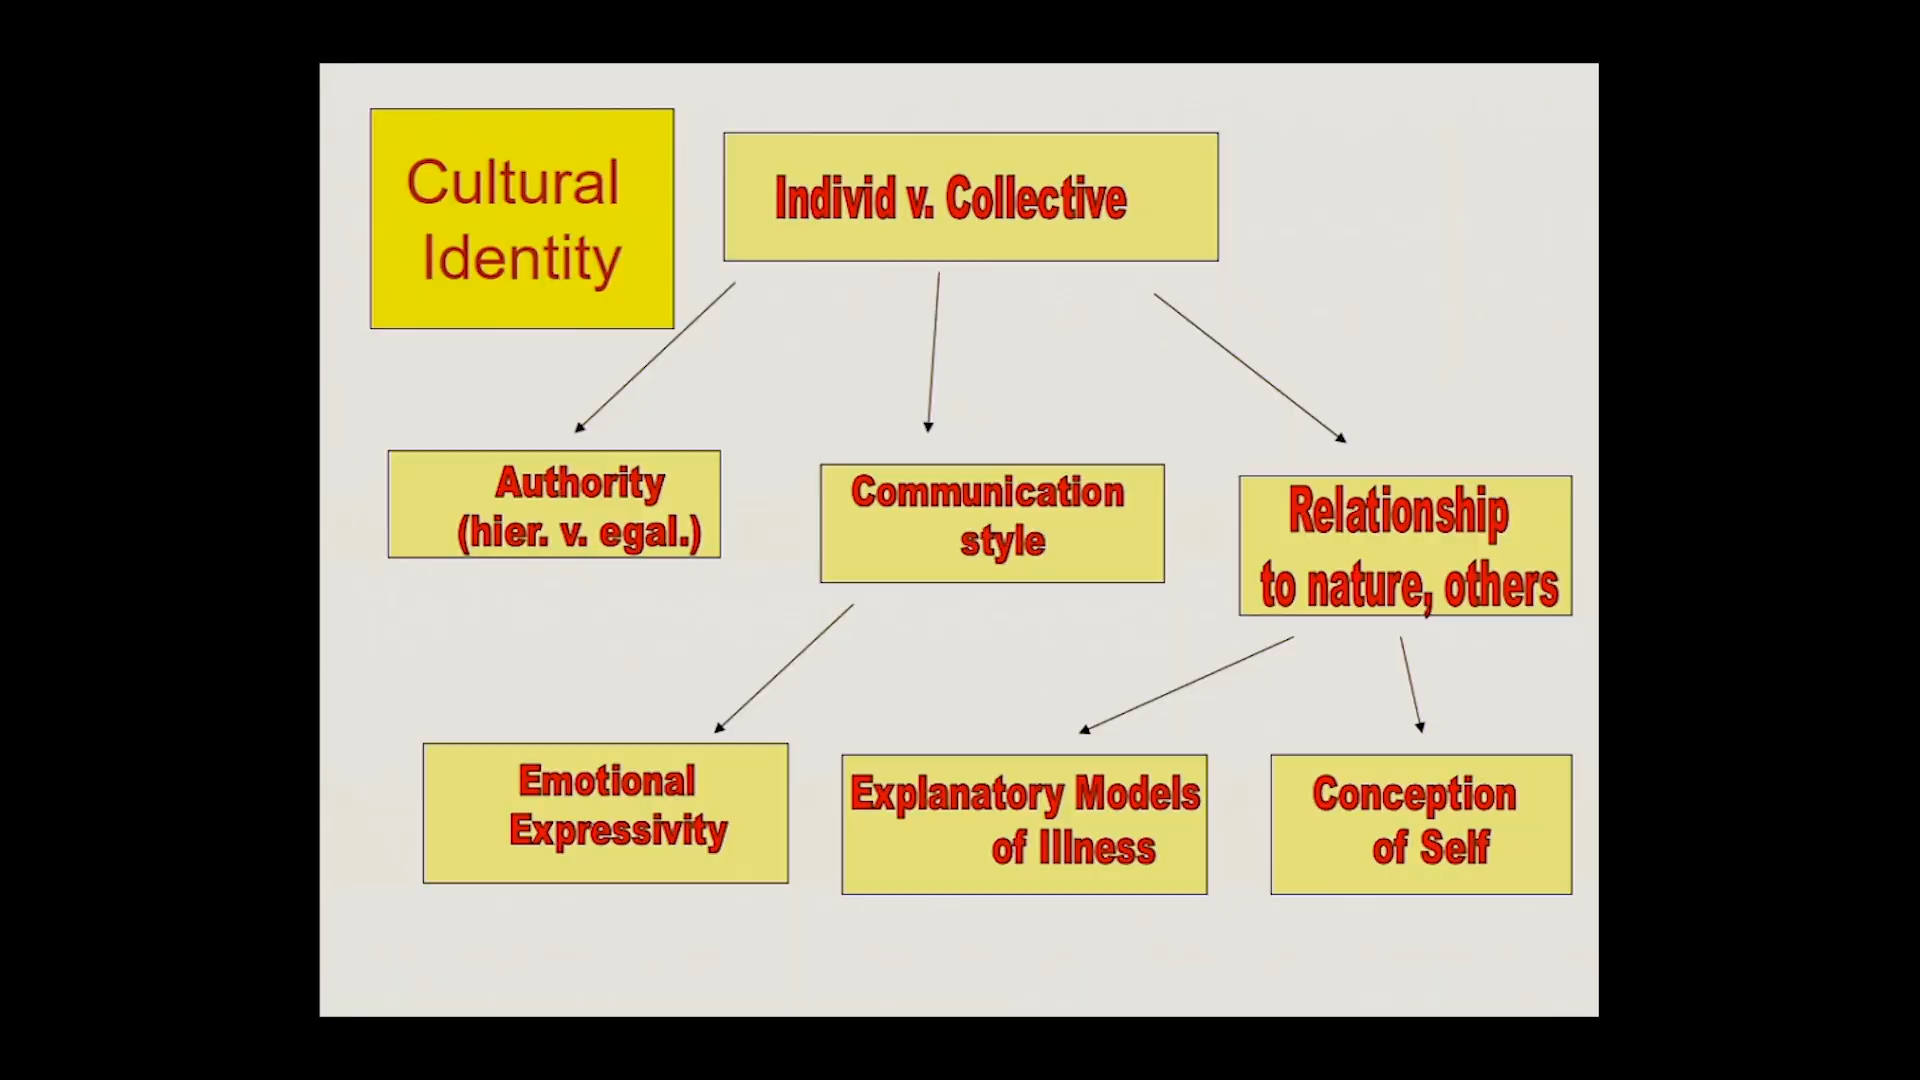 Cultural
Identity
Individ v. Collective
Authority
(hier. v. egal.)
Communication
style
Relationship
to nature, others
Emotional
Expressivity
Explanatory Models
of Illness
Conception
of Self